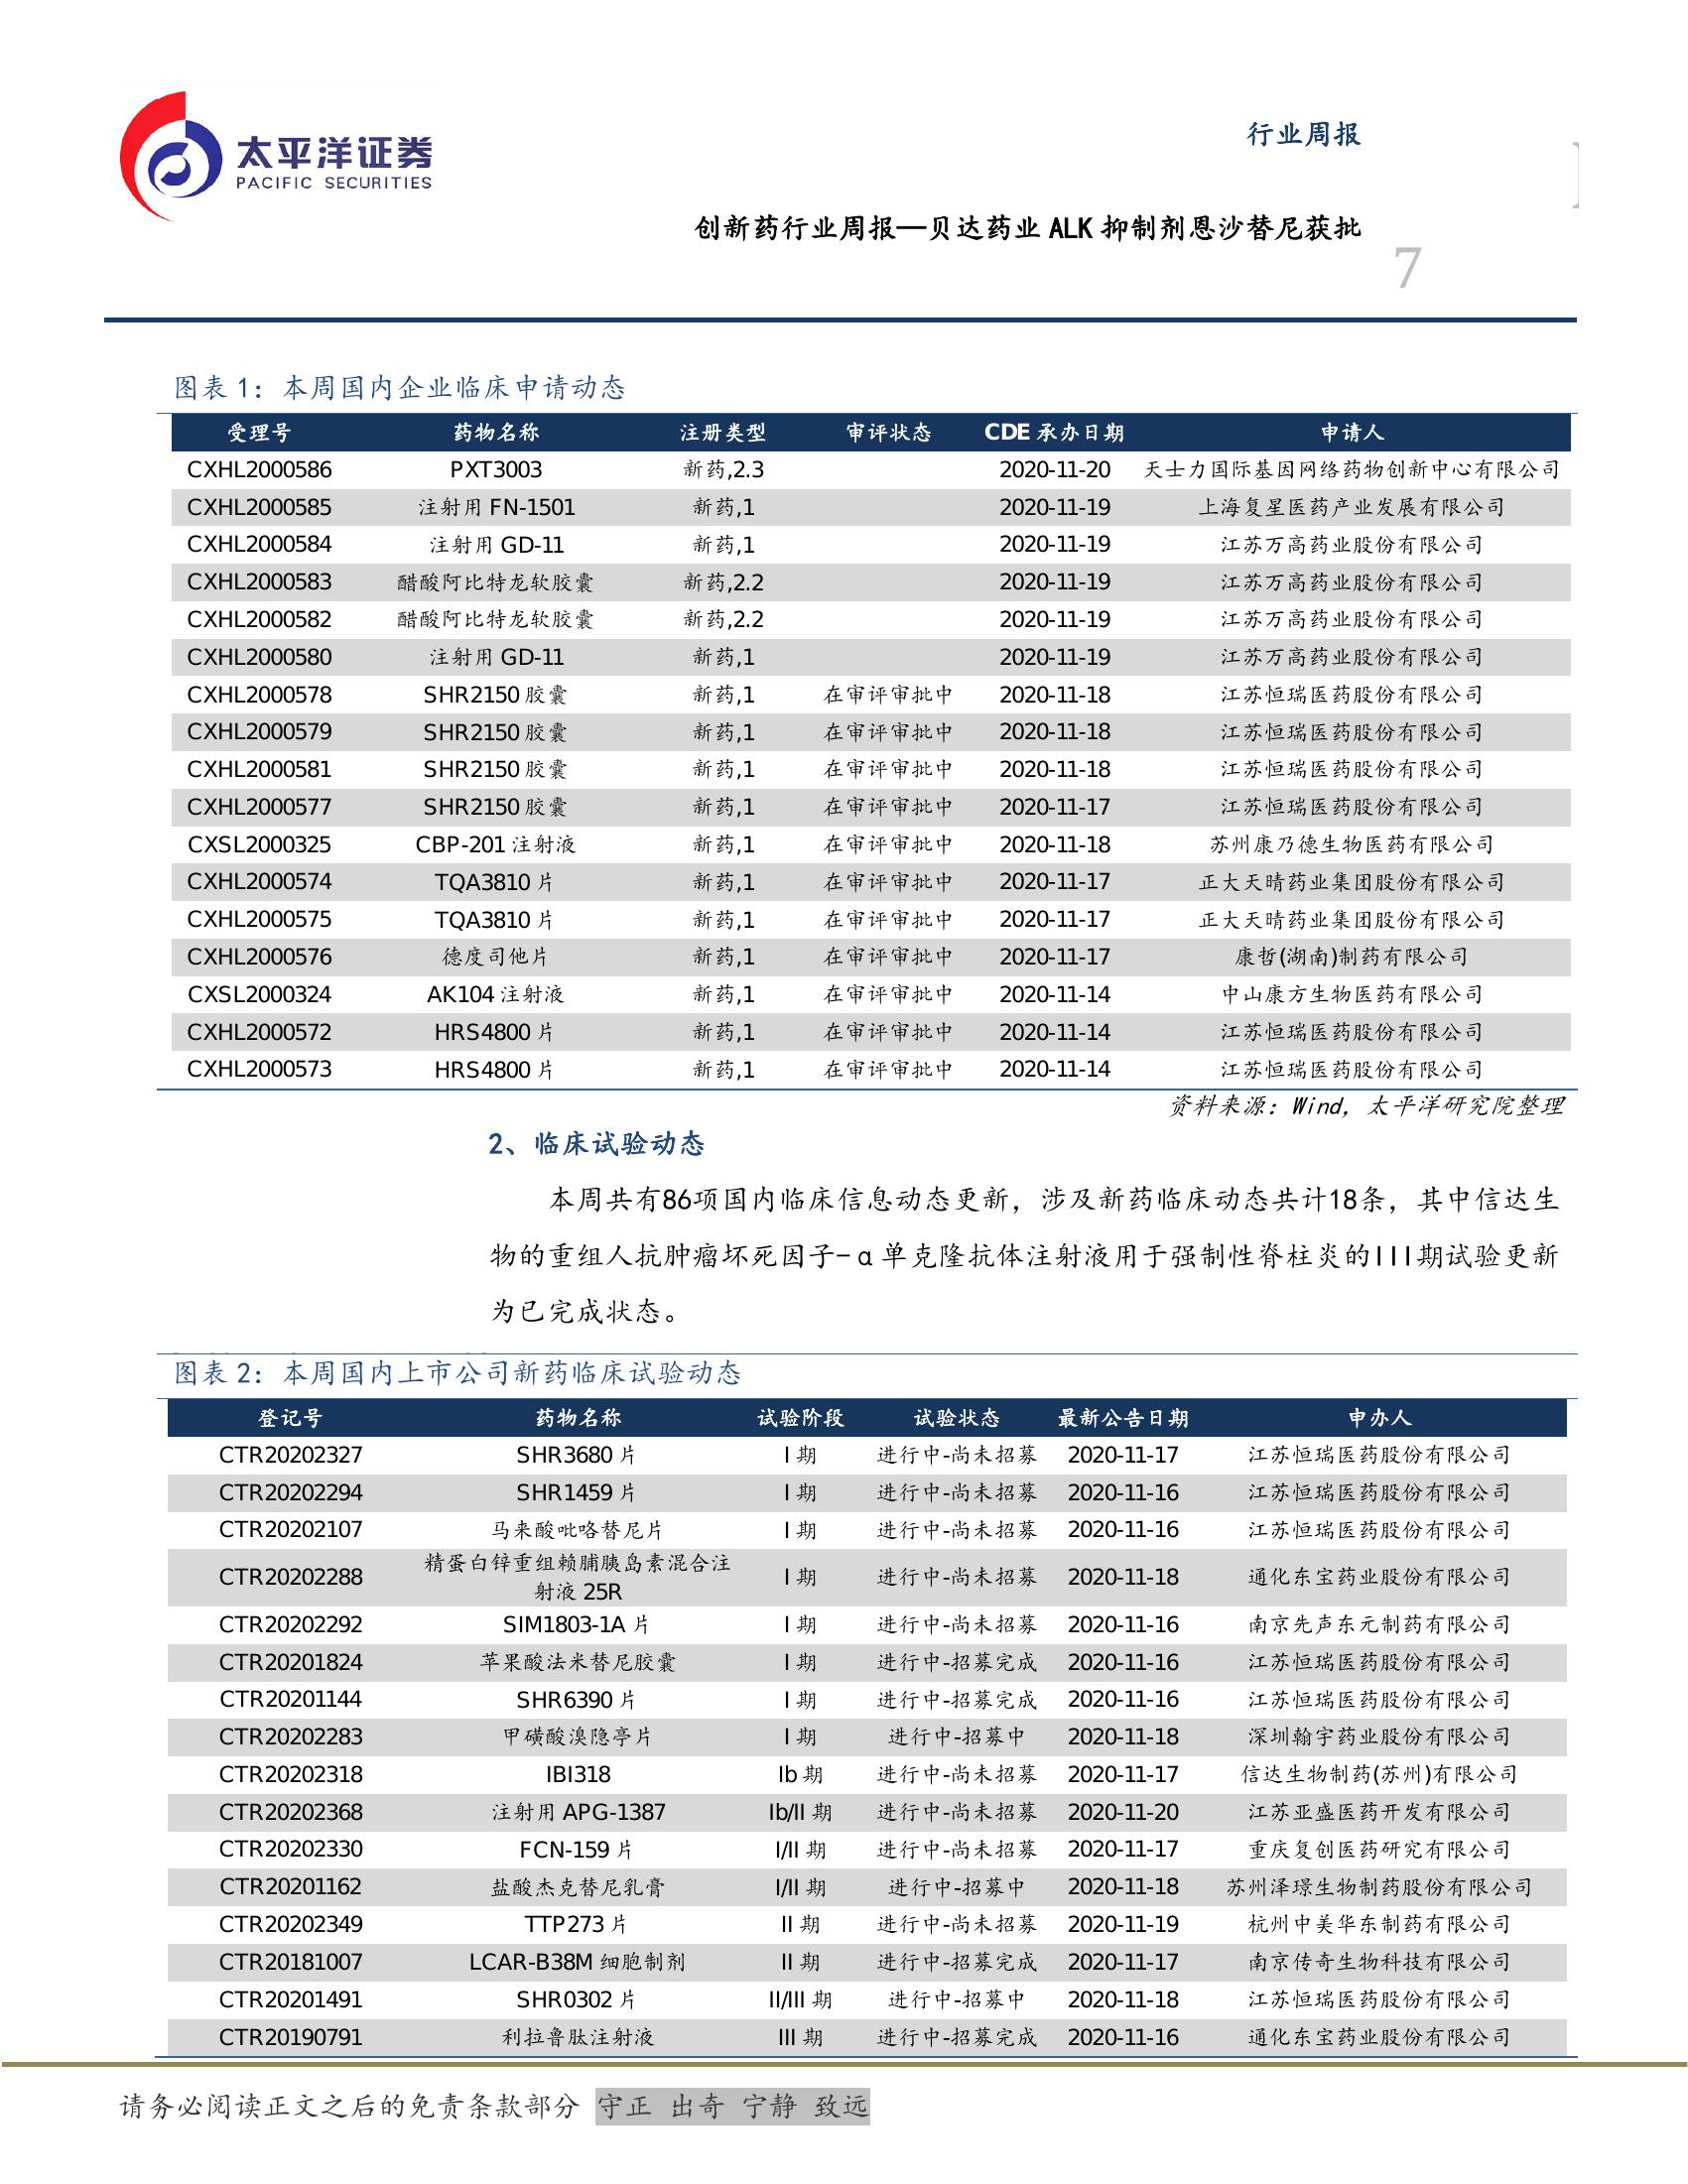 太平洋证券
PACIFIC SECURITIES
行业周报
创新药行业周报—贝达药业 ALK 抑制剂恩沙替尼获批
7
图表 1：本周国内企业临床申请动态
受理号 药物名称 注册类型 审评状态 CDE 承办日期 申请人
CXHL2000586 PXT3003 新药,2.3 2020-11-20 天士力国际基因网络药物创新中心有限公司
CXHL2000585 注射用 FN-1501 新药,1 2020-11-19 上海复星医药产业发展有限公司
CXHL2000584 注射用 GD-11 新药,1 2020-11-19 江苏万高药业股份有限公司
CXHL2000583 醋酸阿比特龙软胶囊 新药,2.2 2020-11-19 江苏万高药业股份有限公司
CXHL2000582 醋酸阿比特龙软胶囊 新药,2.2 2020-11-19 江苏万高药业股份有限公司
CXHL2000580 注射用 GD-11 新药,1 2020-11-19 江苏万高药业股份有限公司
CXHL2000578 SHR2150 胶囊 新药,1 在审评审批中 2020-11-18 江苏恒瑞医药股份有限公司
CXHL2000579 SHR2150 胶囊 新药,1 在审评审批中 2020-11-18 江苏恒瑞医药股份有限公司
CXHL2000581 SHR2150 胶囊 新药,1 在审评审批中 2020-11-18 江苏恒瑞医药股份有限公司
CXHL2000577 SHR2150 胶囊 新药,1 在审评审批中 2020-11-17 江苏恒瑞医药股份有限公司
CXSL2000325 CBP-201 注射液 新药,1 在审评审批中 2020-11-18 苏州康乃德生物医药有限公司
CXHL2000574 TQA3810 片 新药,1 在审评审批中 2020-11-17 正大天晴药业集团股份有限公司
CXHL2000575 TQA3810 片 新药,1 在审评审批中 2020-11-17 正大天晴药业集团股份有限公司
CXHL2000576 德度司他片 新药,1 在审评审批中 2020-11-17 康哲(湖南)制药有限公司
CXSL2000324 AK104 注射液 新药,1 在审评审批中 2020-11-14 中山康方生物医药有限公司
CXHL2000572 HRS4800 片 新药,1 在审评审批中 2020-11-14 江苏恒瑞医药股份有限公司
CXHL2000573 HRS4800 片 新药,1 在审评审批中 2020-11-14 江苏恒瑞医药股份有限公司
资料来源：Wind，太平洋研究院整理
2、临床试验动态
本周共有86项国内临床信息动态更新，涉及新药临床动态共计18条，其中信达生
物的重组人抗肿瘤坏死因子-α单克隆抗体注射液用于强制性脊柱炎的III期试验更新
为已完成状态。
图表 2：本周国内上市公司新药临床试验动态
登记号 药物名称 试验阶段 试验状态 最新公告日期 申办人
CTR20202327 SHR3680 片 I 期 进行中-尚未招募 2020-11-17 江苏恒瑞医药股份有限公司
CTR20202294 SHR1459 片 I 期 进行中-尚未招募 2020-11-16 江苏恒瑞医药股份有限公司
CTR20202107 马来酸吡咯替尼片 I 期 进行中-尚未招募 2020-11-16 江苏恒瑞医药股份有限公司
精蛋白锌重组赖脯胰岛素混合注
CTR20202288 射液 25R I 期 进行中-尚未招募 2020-11-18 通化东宝药业股份有限公司
CTR20202292 SIM1803-1A 片 I 期 进行中-尚未招募 2020-11-16 南京先声东元制药有限公司
CTR20201824 苹果酸法米替尼胶囊 I 期 进行中-招募完成 2020-11-16 江苏恒瑞医药股份有限公司
CTR20201144 SHR6390 片 I 期 进行中-招募完成 2020-11-16 江苏恒瑞医药股份有限公司
CTR20202283 甲磺酸溴隐亭片 I 期 进行中-招募中 2020-11-18 深圳翰宇药业股份有限公司
CTR20202318 IBI318 Ib 期 进行中-尚未招募 2020-11-17 信达生物制药(苏州)有限公司
CTR20202368 注射用 APG-1387 Ib/II 期 进行中-尚未招募 2020-11-20 江苏亚盛医药开发有限公司
CTR20202330 FCN-159 片 I/II 期 进行中-尚未招募 2020-11-17 重庆复创医药研究有限公司
CTR20201162 盐酸杰克替尼乳膏 I/II 期 进行中-招募中 2020-11-18 苏州泽璟生物制药股份有限公司
CTR20202349 TTP273 片 II 期 进行中-尚未招募 2020-11-19 杭州中美华东制药有限公司
CTR20181007 LCAR-B38M 细胞制剂 II 期 进行中-招募完成 2020-11-17 南京传奇生物科技有限公司
CTR20201491 SHR0302 片 II/III 期 进行中-招募中 2020-11-18 江苏恒瑞医药股份有限公司
CTR20190791 利拉鲁肽注射液 III 期 进行中-招募完成 2020-11-16 通化东宝药业股份有限公司
请务必阅读正文之后的免责条款部分 守正 出奇 宁静 致远